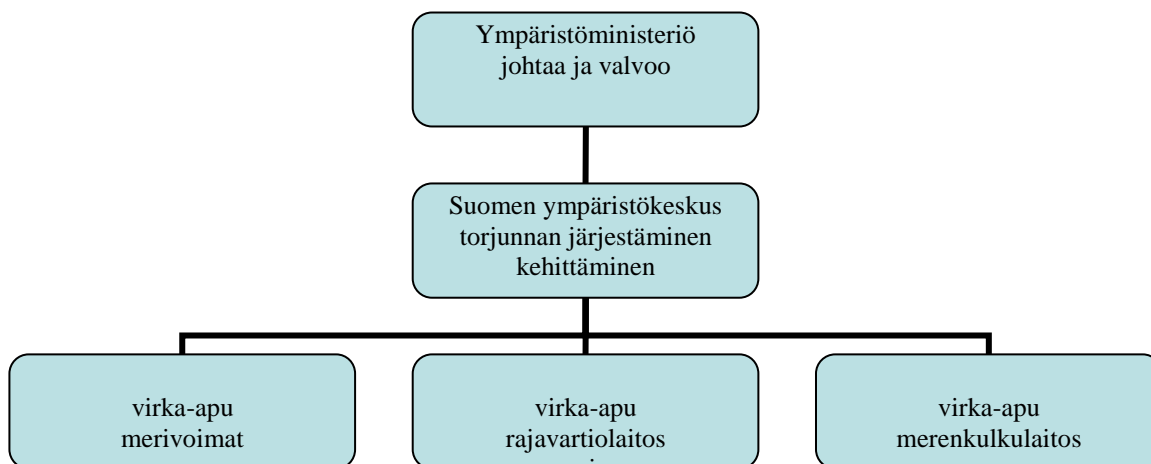 Ympäristöministeriö
johtaa ja valvoo
Suomen ympäristökeskus
torjunnan järjestäminen
kehittäminen
virka-apu
merivoimat
virka-apu
rajavartiolaitos
virka-apu
merenkulkulaitos